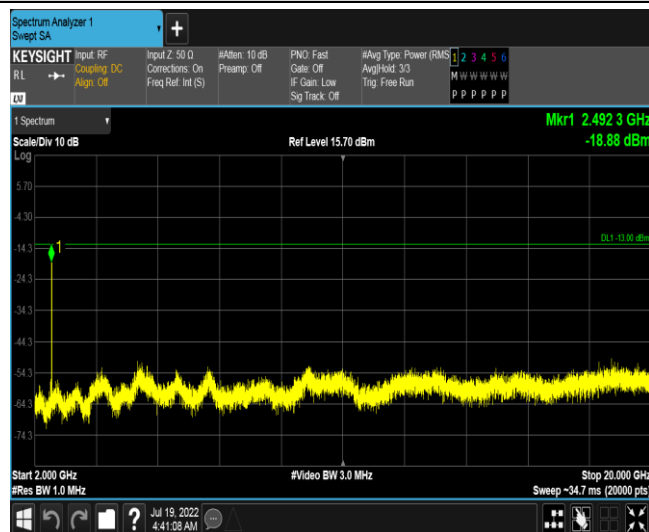 Spectrum Analyzer 1
Swept SA
+
KEYSIGHT
RL
Input: RF
Coupling: DC
Align: Off
Input Z: 50 Ω
Corrections: On
Freq Ref: Int (S)
#Atten: 10 dB
Preamp: Off
PNO: Fast
Gate: Off
IF Gain: Low
Sig Track: Off
#Avg Type: Power (RMS
Avg|Hold: 3/3
Trig: Free Run
1 2 3 4 5 6
M W W W W W
P P P P P P
1 Spectrum
Scale/Div 10 dB
Ref Level 15.70 dBm
Mkr1 2.492 3 GHz
-18.88 dBm
Log
5.70
-4.30
DL1 -13.00 dBm
1
-14.3
-24.3
-34.3
-44.3
-54.3
-64.3
-74.3
Start 2.000 GHz
#Video BW 3.0 MHz
Stop 20.000 GHz
#Res BW 1.0 MHz
Sweep ~34.7 ms (20000 pts)
?
Jul 19, 2022
4:41:08 AM